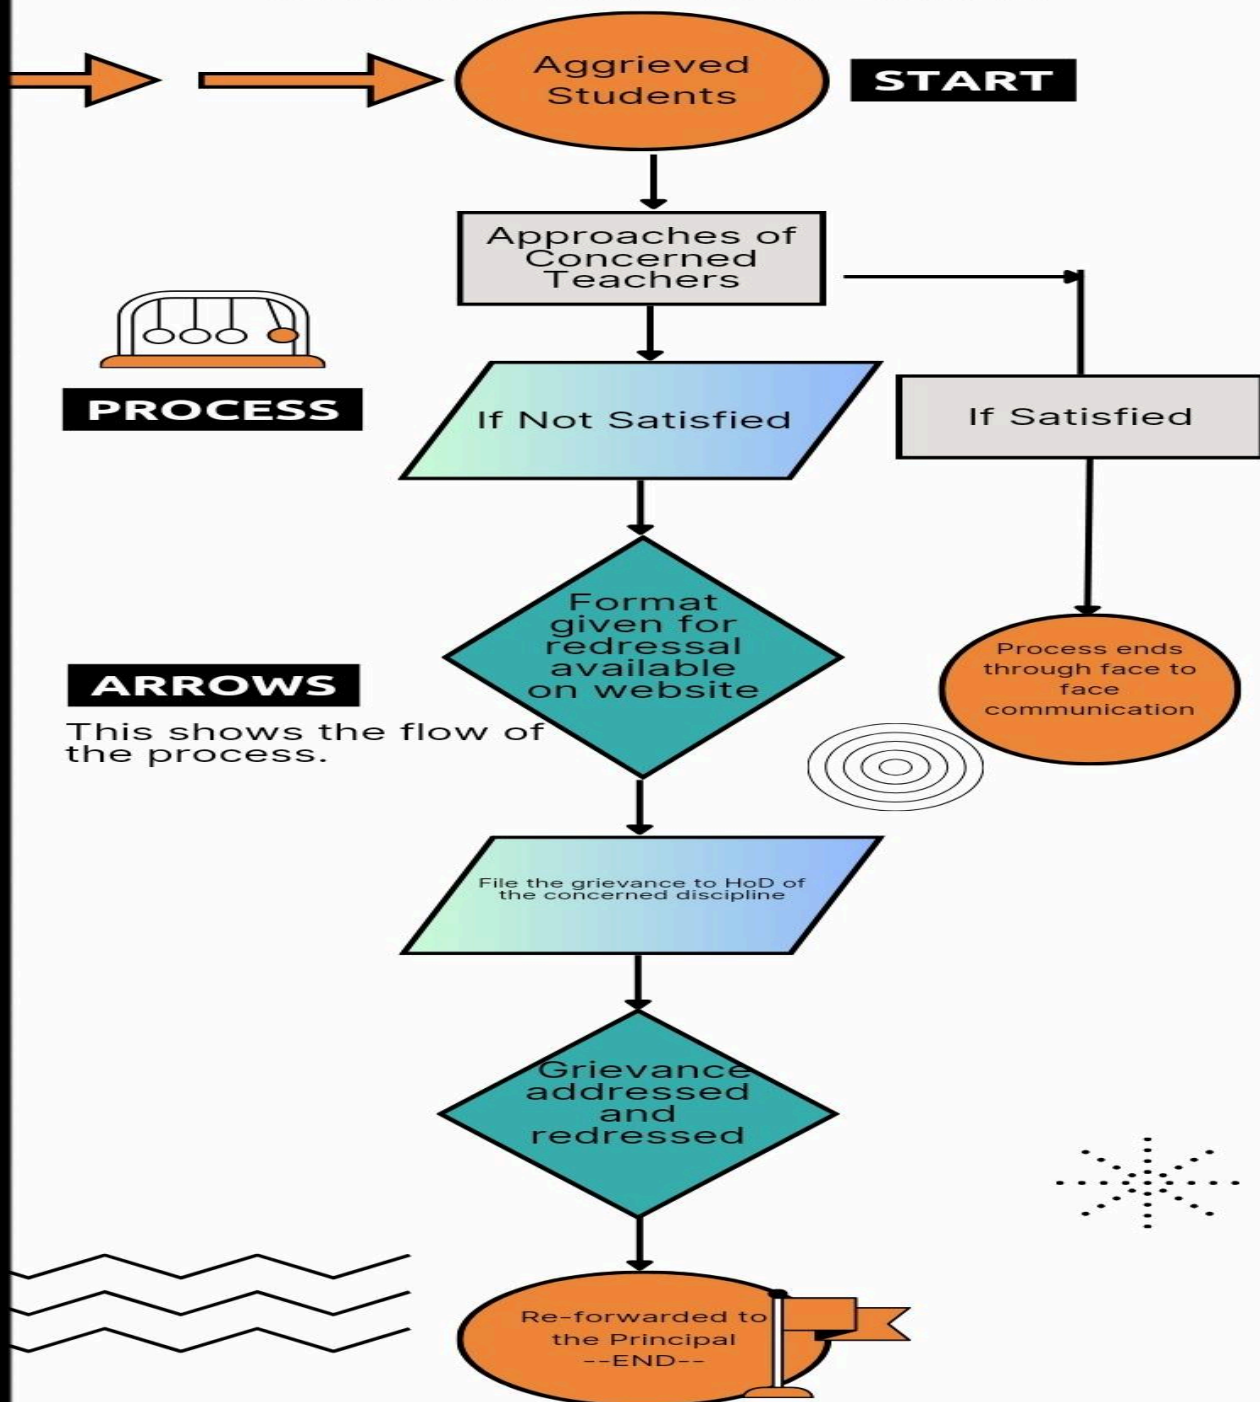 Aggrieved
Students
START
Approaches of
Concerned
Teachers
PROCESS
If Not Satisfied
If Satisfied
Format
given for
redressal
available
on website
Process ends
through face to
face
communication
ARROWS
This shows the flow of
the process.
File the grievance to HoD of
the concerned discipline
Grievance
addressed
and
redressed
Re-forwarded to
the Principal
--END--